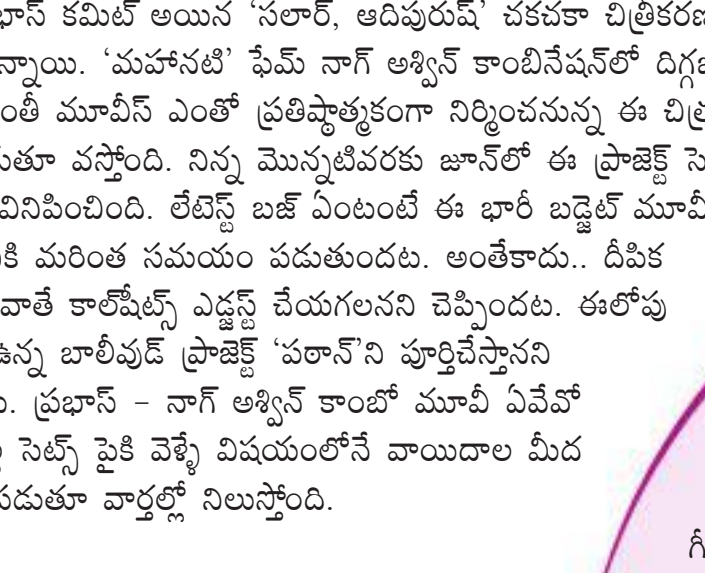 భాస్ కమిట్ అయిన ‘సలార్, ఆదిపురుష్’ చకచకా చిత్రీకరణ
న్నాయి. ‘మహానటి’ ఫేమ్ నాగ్ అశ్విన్ కాంబినేషన్‌లో దిగ్గజ
ంతీ మూవీస్ ఎంతో ప్రతిష్ఠాత్మకంగా నిర్మించనున్న ఈ చిత్ర
తూ వస్తోంది. నిన్న మొన్నటివరకు జూన్‌లో ఈ ప్రాజెక్ట్ సె
వినిపించింది. లేటెస్ట్ బజ్ ఏంటంటే ఈ భారీ బడ్జెట్ మూవీ
కి మరింత సమయం పడుతుందట. అంతేకాదు.. దీపిక
వాతే కాల్‌షీట్స్ ఎడ్జస్ట్ చేయగలనని చెప్పిందట. ఈలోపు
ఉన్న బాలీవుడ్ ప్రాజెక్ట్ ‘పఠాన్’ని పూర్తిచేస్తానని
. ప్రభాస్ – నాగ్ అశ్విన్ కాంబో మూవీ ఏవేవో
సెట్స్ పైకి వెళ్ళే విషయంలోనే వాయిదాల మీద
పడుతూ వార్తల్లో నిలుస్తోంది.
గీ